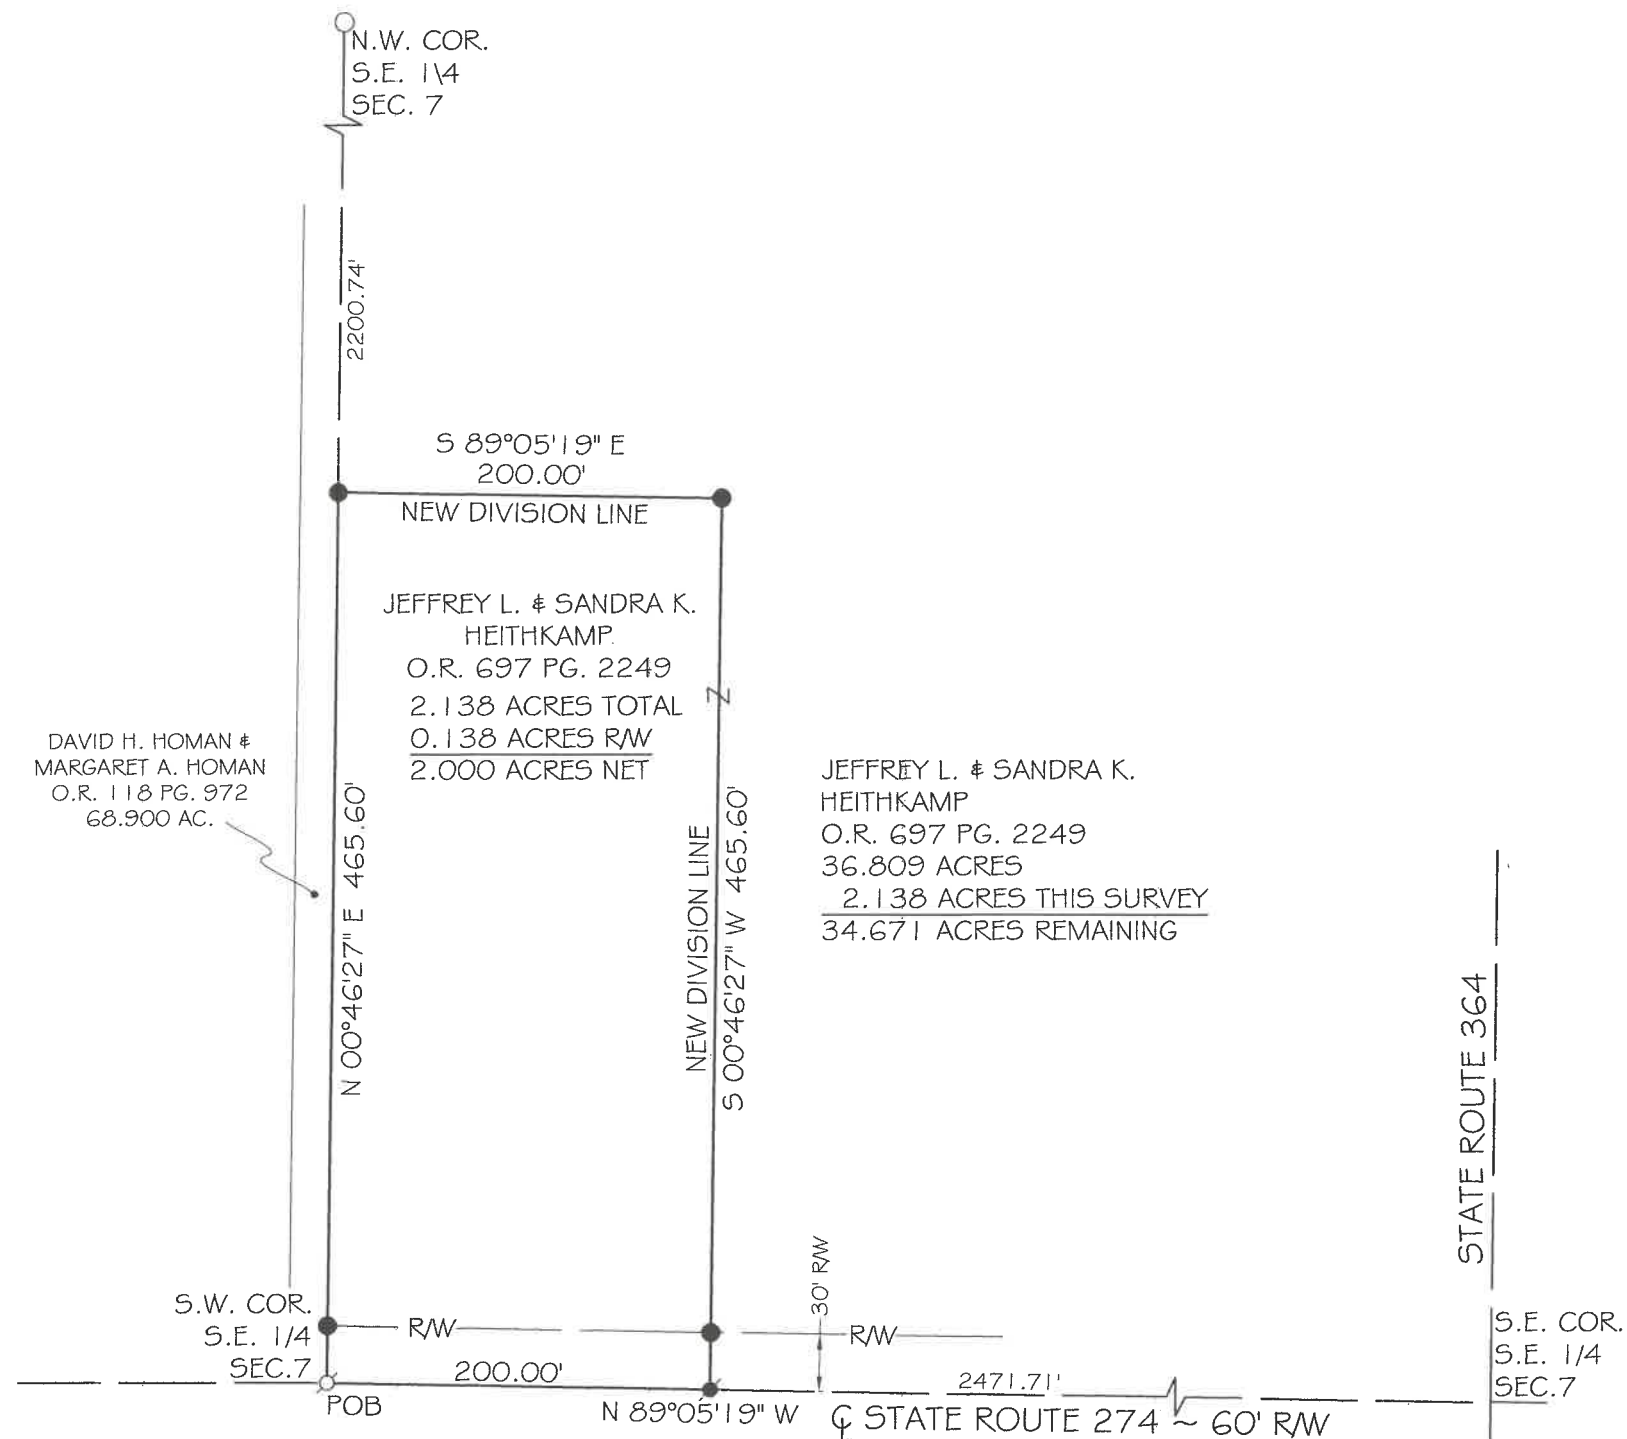 N.W. COR.
S.E. 1\4
SEC. 7
2200.74'
S 89°05'19" E
200.00'
NEW DIVISION LINE
JEFFREY L. & SANDRA K.
HEITHKAMP.
O.R. 697 PG. 2249
2.138 ACRES TOTAL
0.138 ACRES R/W
2.000 ACRES NET
DAVID H. HOMAN &
MARGARET A. HOMAN
O.R. 118 PG. 972
68.900 AC.
N 00°46'27" E 465.60'
NEW DIVISION LINE
S 00°46'27" W 465.60'
Z
JEFFREY L. & SANDRA K.
HEITHKAMP
O.R. 697 PG. 2249
36.809 ACRES
2.138 ACRES THIS SURVEY
34.671 ACRES REMAINING
STATE ROUTE 364
S.W. COR.
S.E. 1/4
SEC.7
R/W
30' R/W
R/W
S.E. COR.
S.E. 1/4
SEC.7
200.00'
2471.71'
POB
N 89°05'19" W
℄ STATE ROUTE 274 ~ 60' R/W